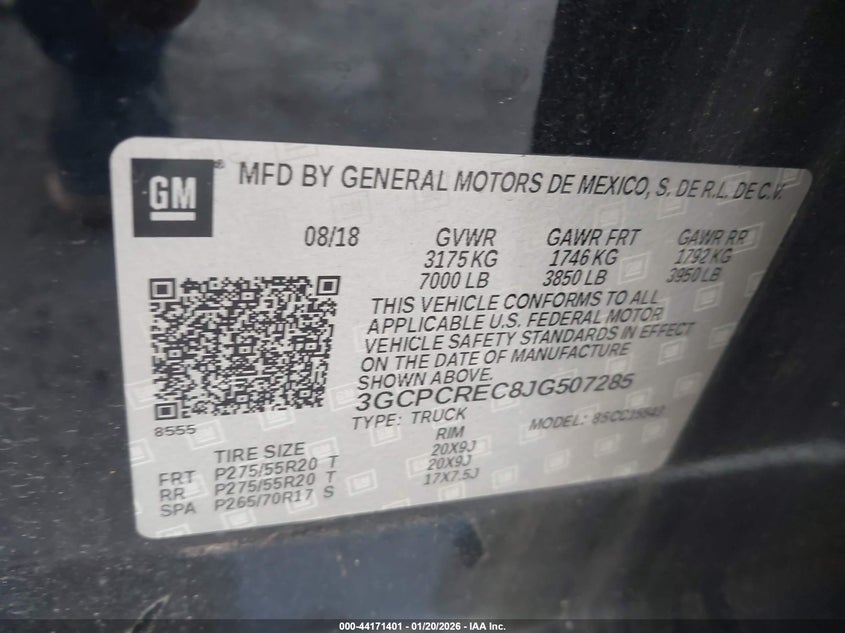 GM
MFD BY GENERAL MOTORS DE MEXICO, S. DE R.L. DE C.V.
08/18 GVWR GAWR FRT GAWR RR
3175 KG 1746 KG 1792 KG
7000 LB 3850 LB 3950 LB
THIS VEHICLE CONFORMS TO ALL
APPLICABLE U.S. FEDERAL MOTOR
VEHICLE SAFETY STANDARDS IN EFFECT
ON THE DATE OF MANUFACTURE
SHOWN ABOVE.
3GCPCREC8JG507285
8555 TYPE: TRUCK MODEL:
TIRE SIZE RIM
FRT P275/55R20 T 20X9J
RR P275/55R20 T 20X9J
SPA P265/70R17 S 17X7.5J
000-44171401 - 01/20/2026 - IAA Inc.